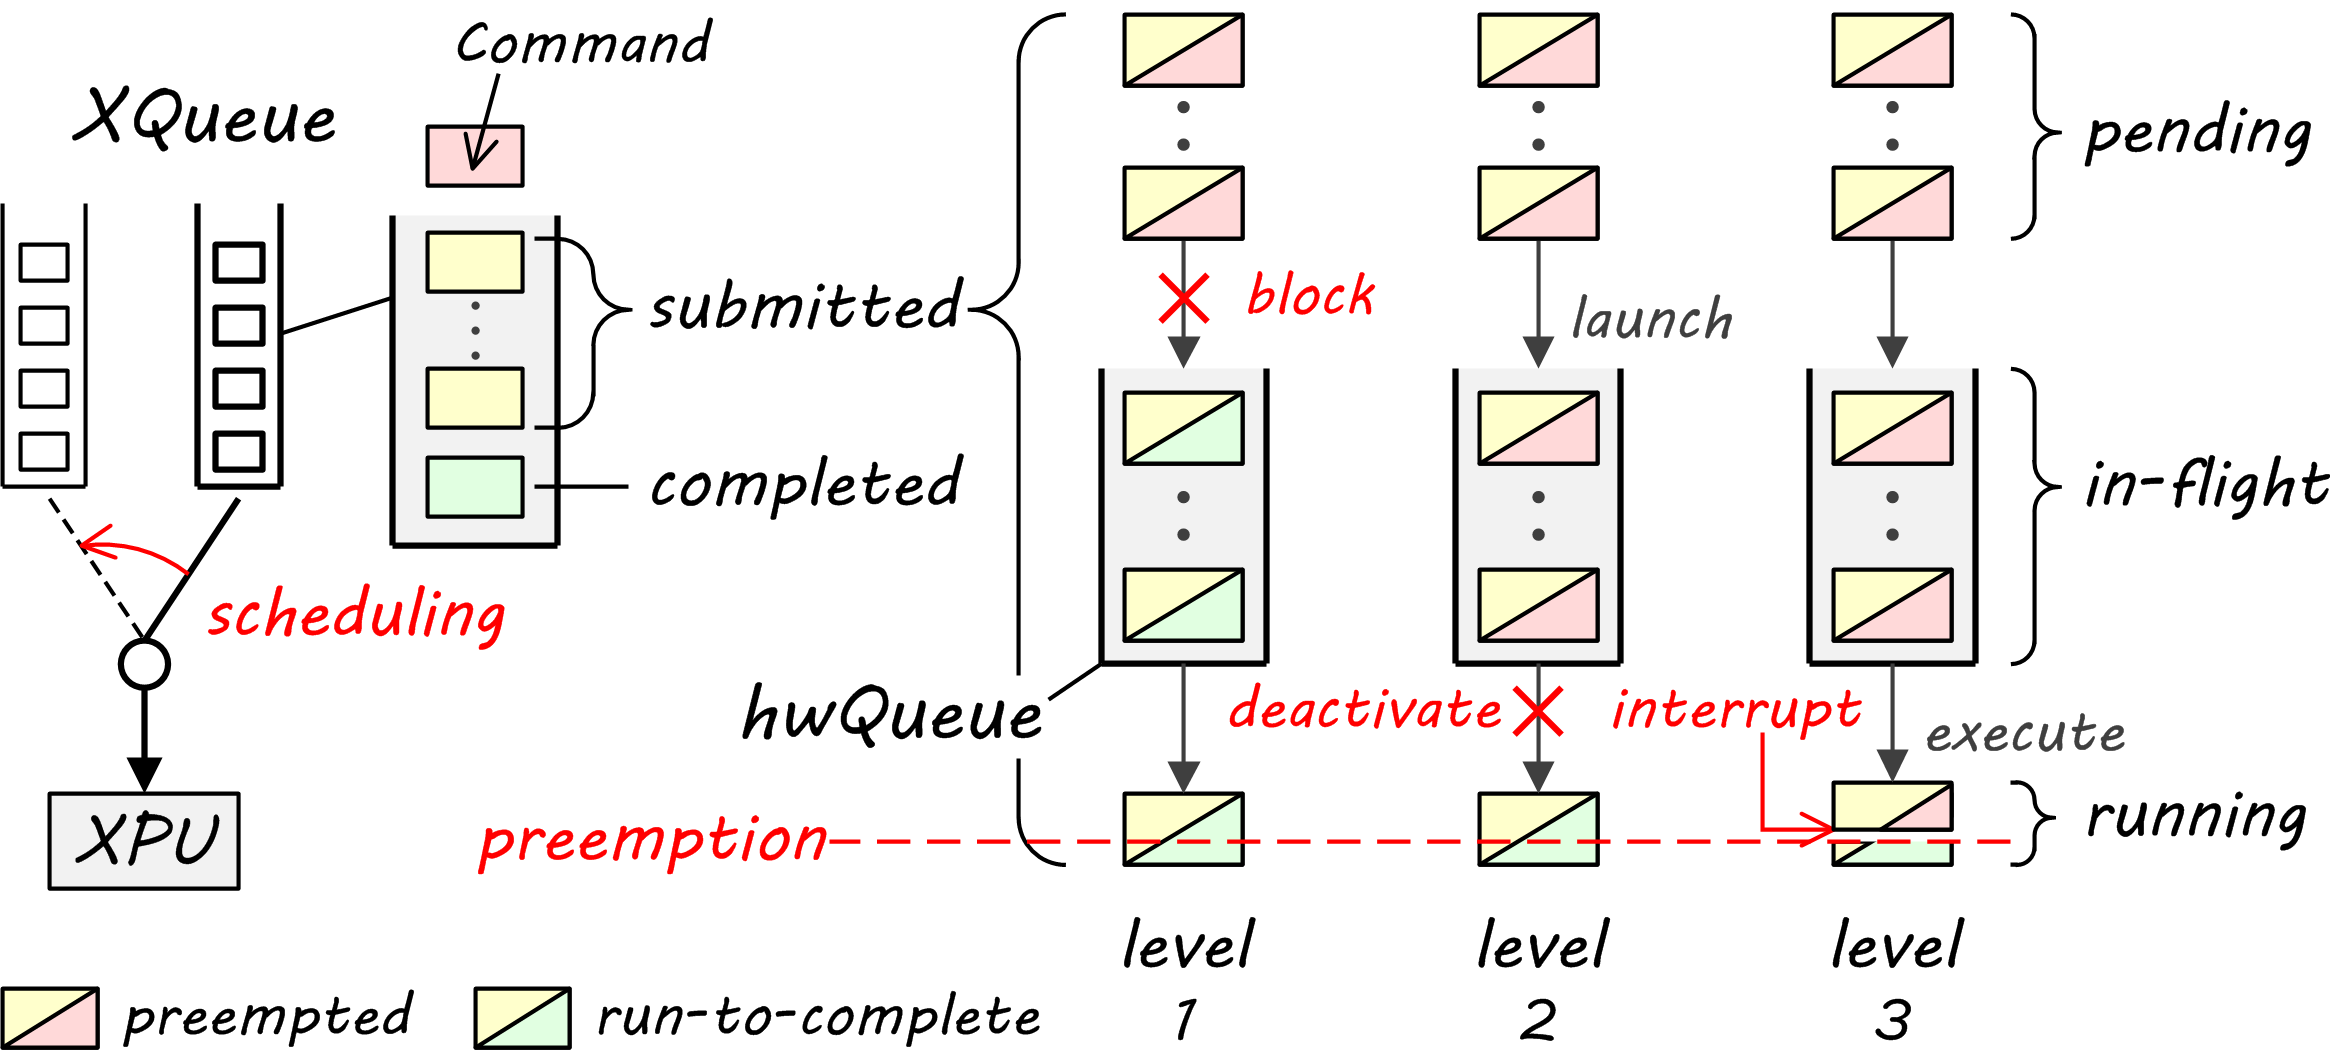 Command
XQueue
pending
submitted
block
launch
completed
in-flight
scheduling
hwQueue
deactivate
interrupt
execute
XPU
preemption
running
level
1
level
2
level
3
preempted
run-to-complete